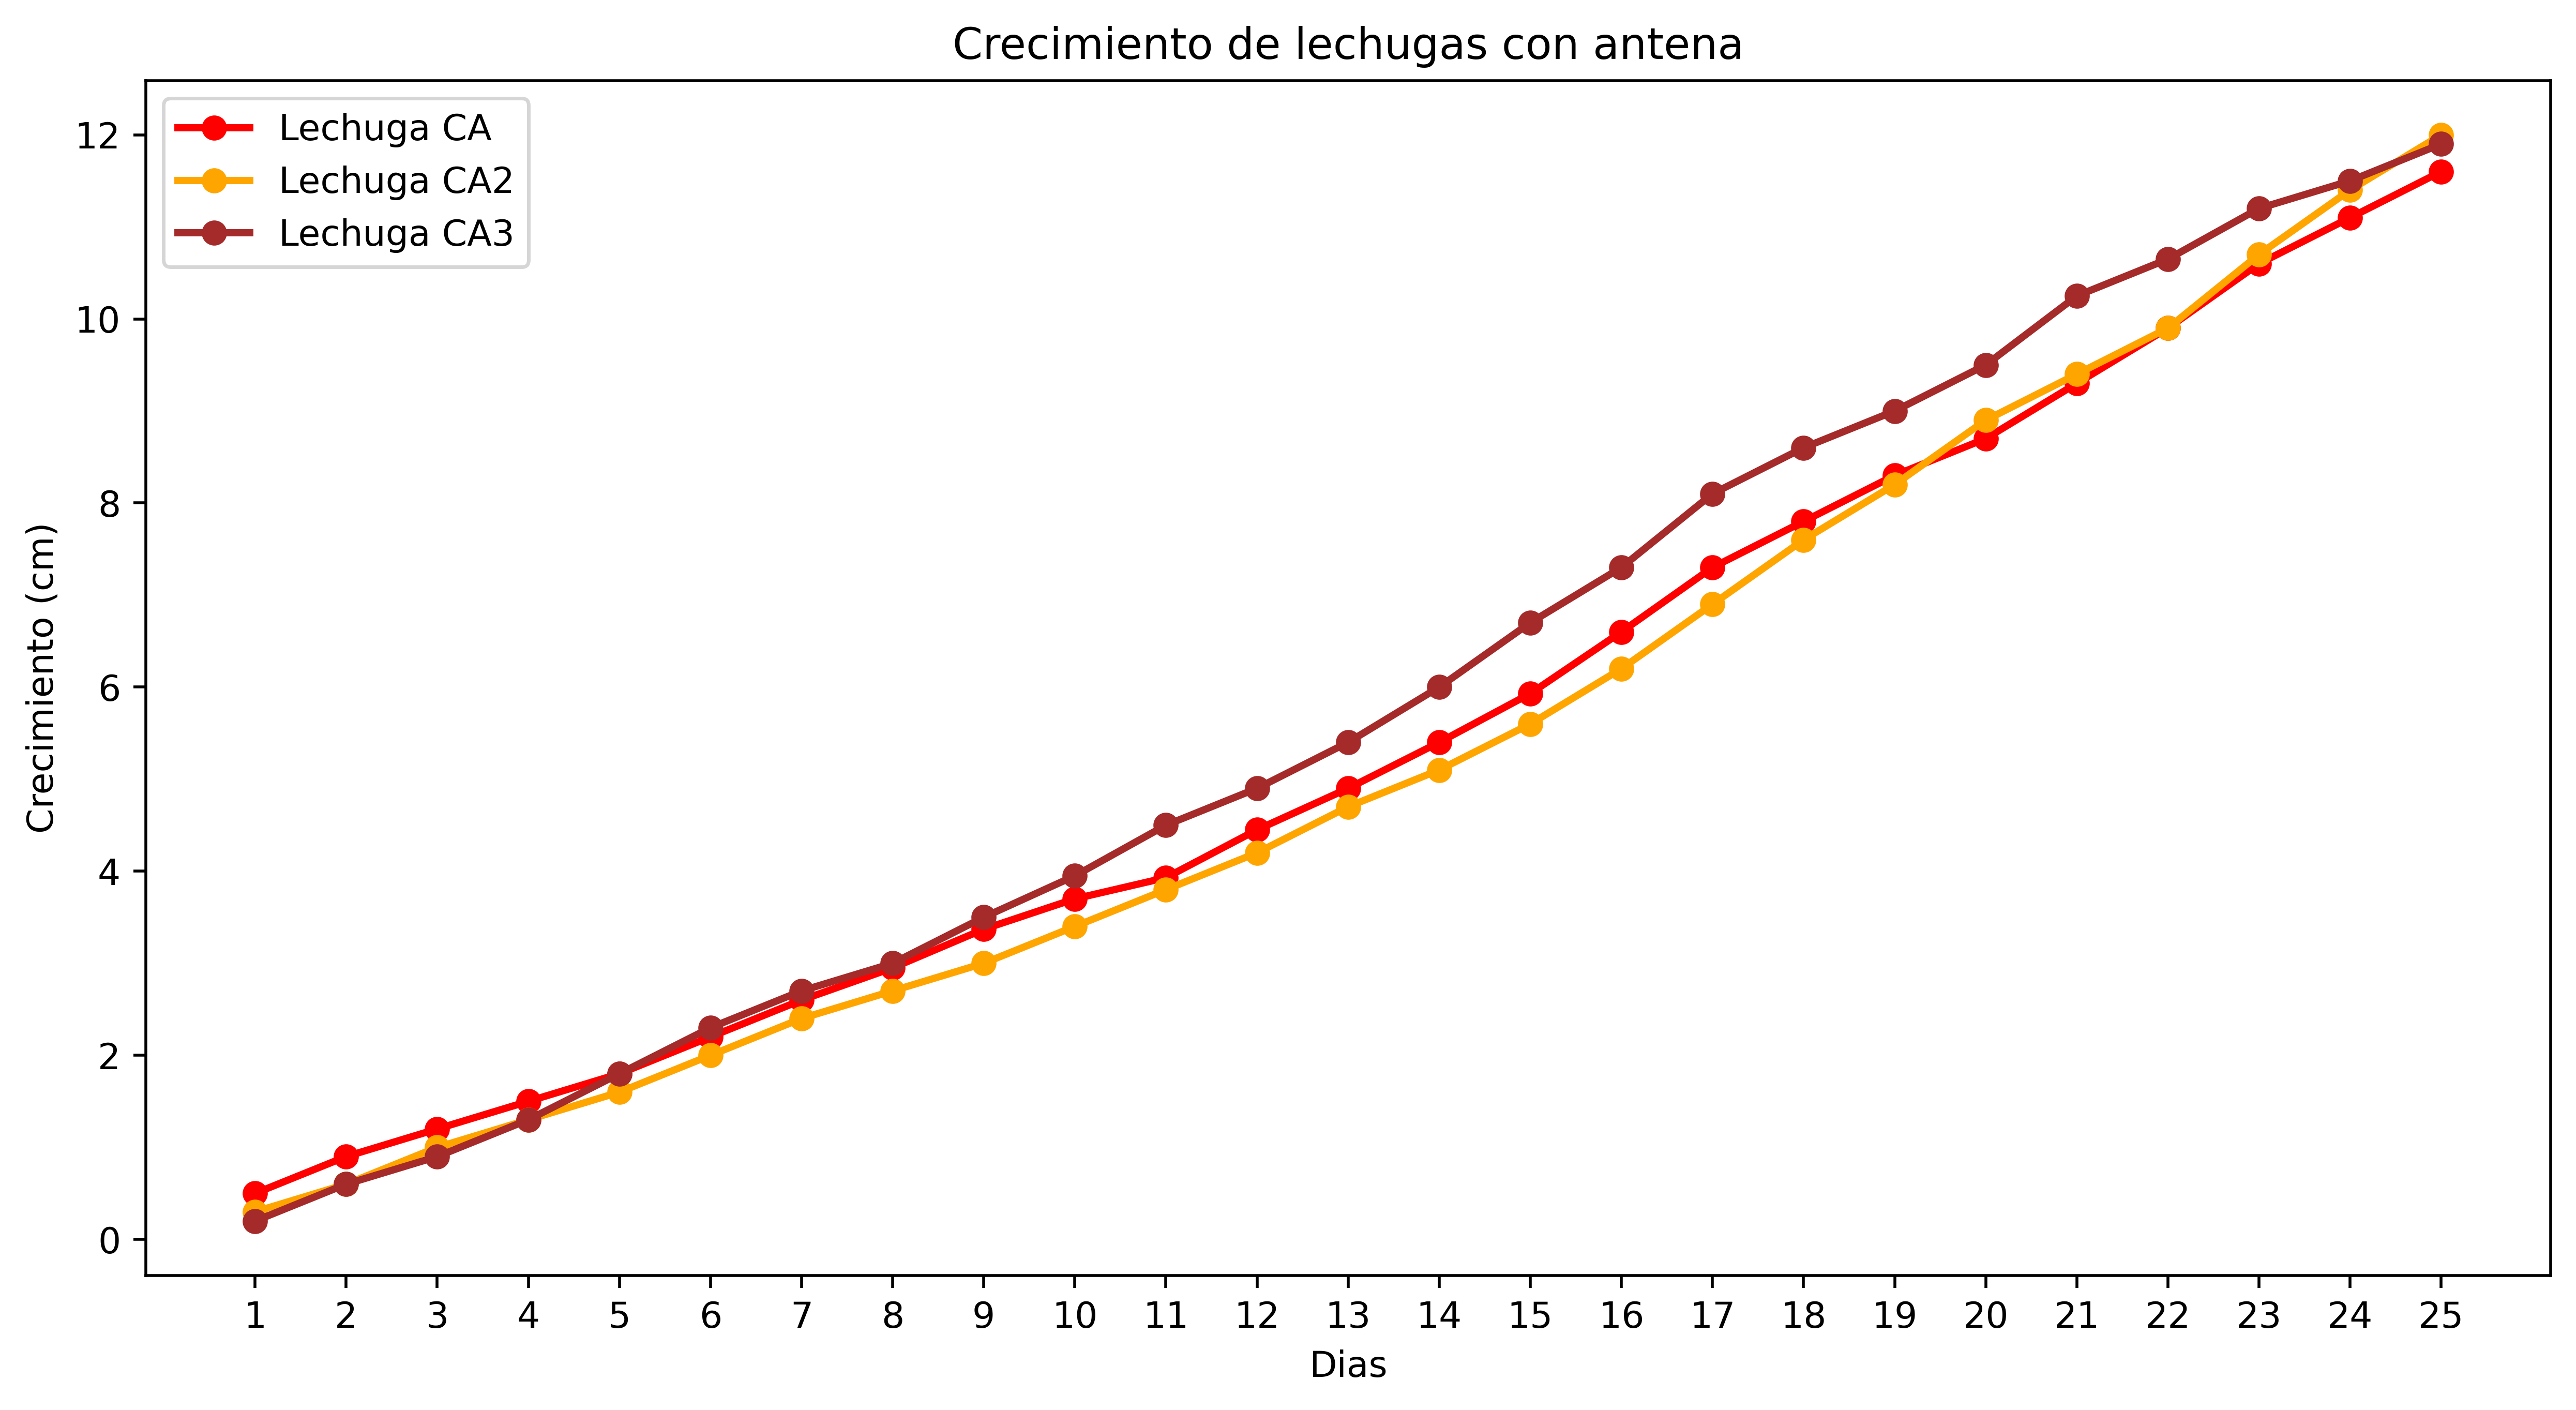 Crecimiento de lechugas con antena
Lechuga CA
Lechuga CA2
Lechuga CA3
Crecimiento (cm)
12
10
8
6
4
2
0
1 2 3 4 5 6 7 8 9 10 11 12 13 14 15 16 17 18 19 20 21 22 23 24 25
Dias